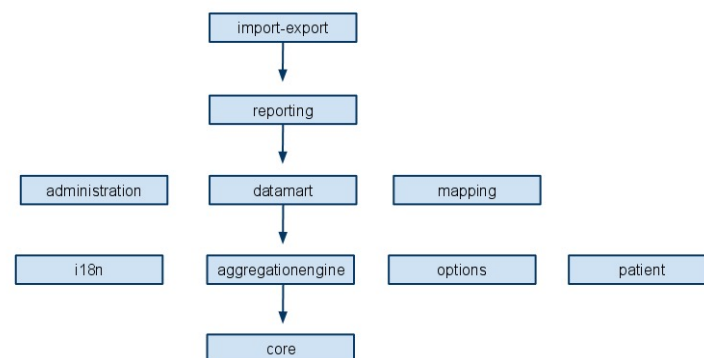 import-export
reporting
administration
datamart
mapping
i18n
aggregationengine
options
patient
core